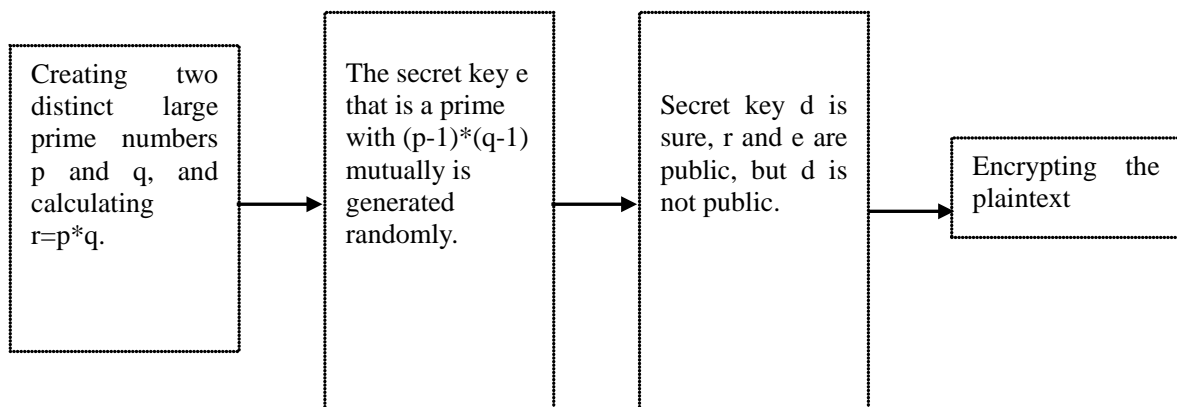 Creating two
distinct large
prime numbers
p and q, and
calculating
r=p*q.
The secret key e
that is a prime
with (p-1)*(q-1)
mutually is
generated
randomly.
Secret key d is
sure, r and e are
public, but d is
not public.
Encrypting the
plaintext